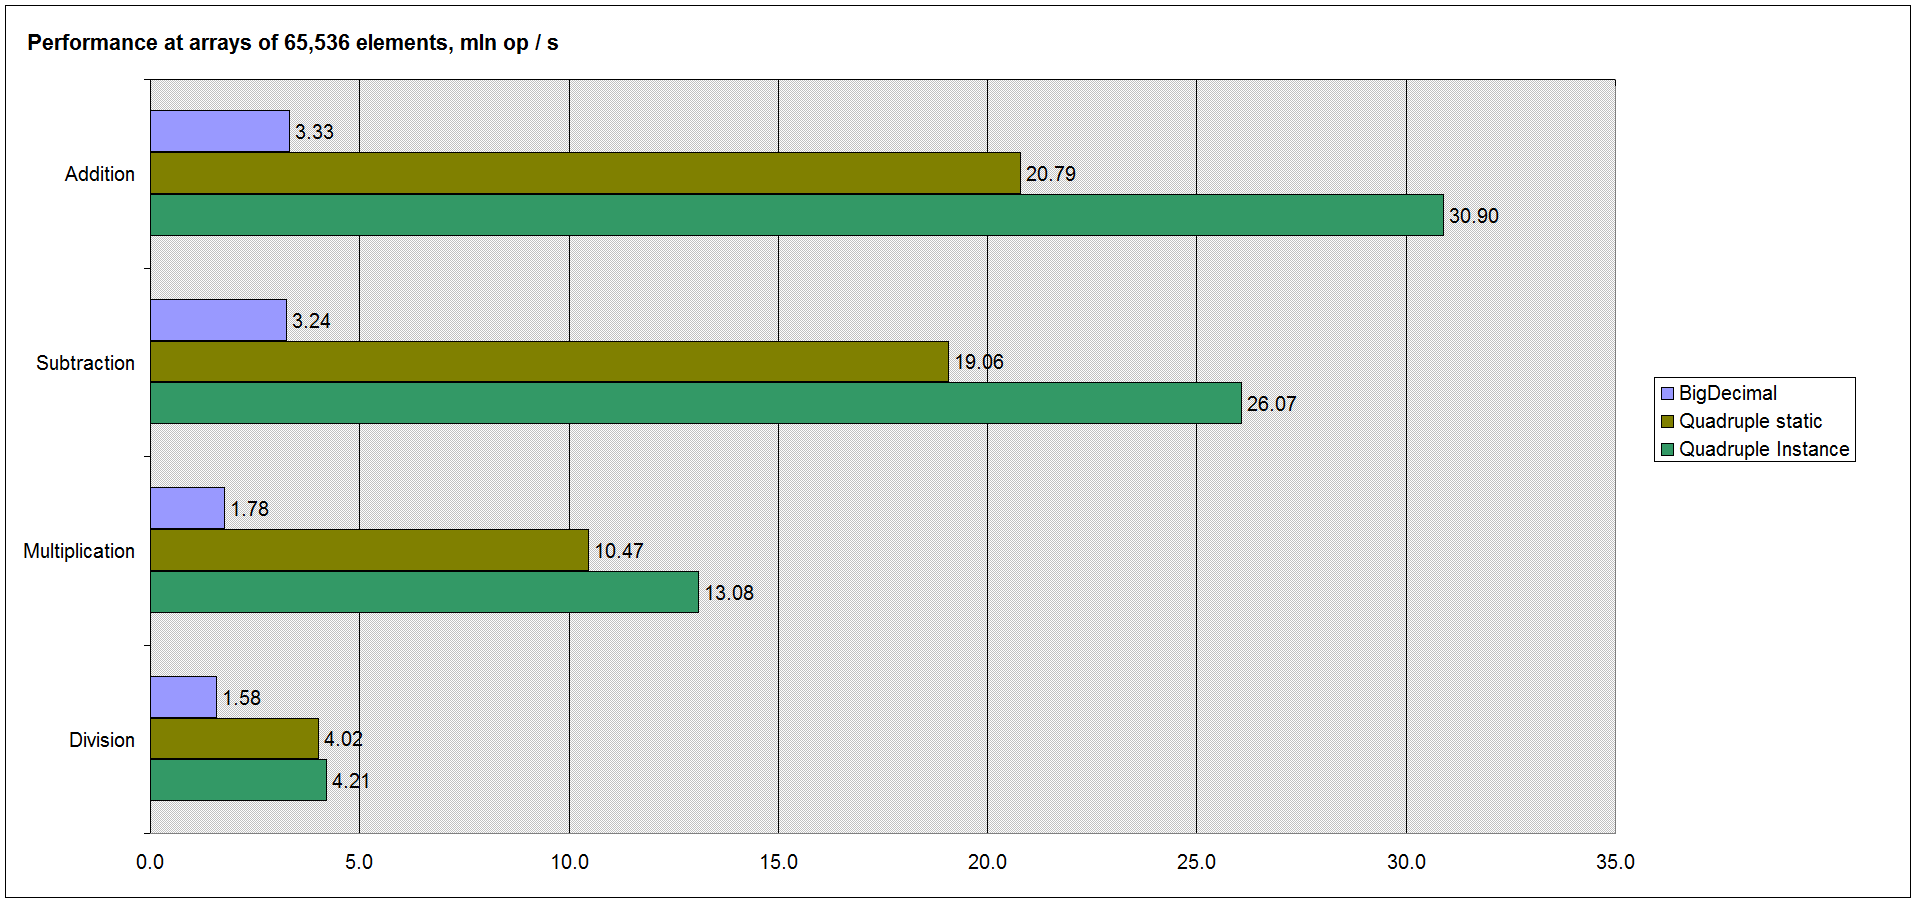 Performance at arrays of 65,536 elements, mln op / s
Addition
3.33
20.79
30.90
Subtraction
3.24
19.06
26.07
Multiplication
1.78
10.47
13.08
Division
1.58
4.02
4.21
0.0 5.0 10.0 15.0 20.0 25.0 30.0 35.0
BigDecimal
Quadruple static
Quadruple Instance